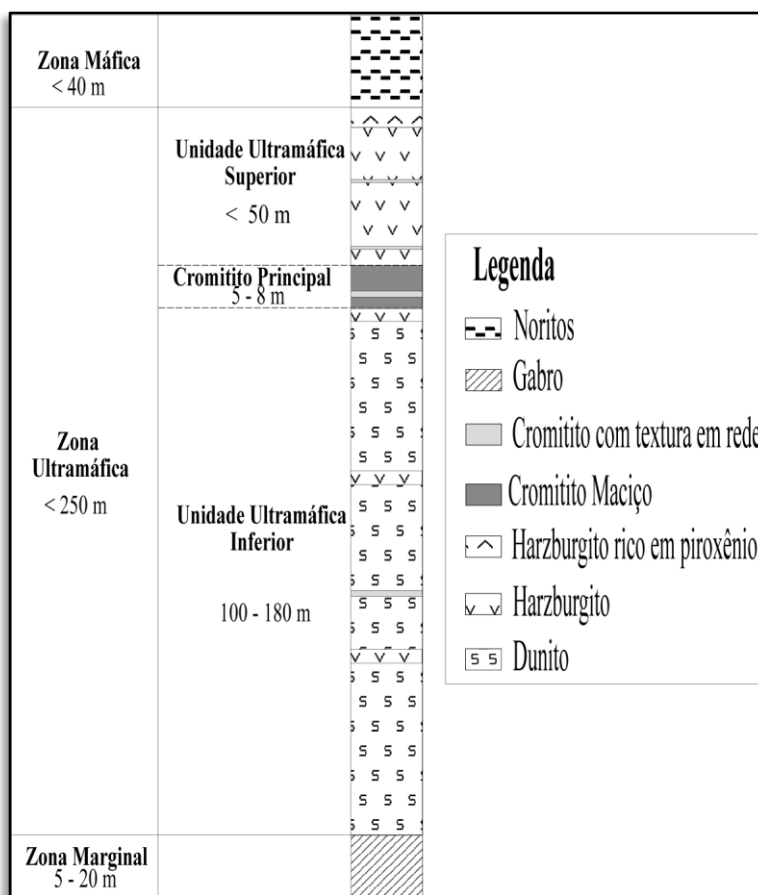 Zona Máfica
< 40 m
Unidade Ultramáfica
Superior
< 50 m
Cromitito Principal
5 - 8 m
Zona
Ultramáfica
< 250 m
Unidade Ultramáfica
Inferior
100 - 180 m
Zona Marginal
5 - 20 m
Legenda
Noritos
Gabro
Cromitito com textura em rede
Cromitito Maciço
Harzburgito rico em piroxênio
Harzburgito
Dunito